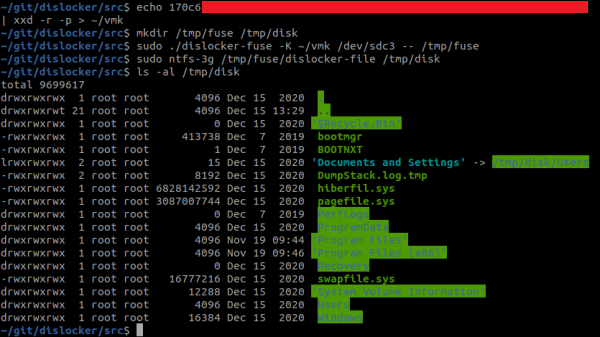 ~/git/dislocker/src$ echo 170c6
| xxd -r -p > ~/vmk
~/git/dislocker/src$ mkdir /tmp/fuse /tmp/disk
~/git/dislocker/src$ sudo ./dislocker-fuse -K ~/vmk /dev/sdc3 -- /tmp/fuse
~/git/dislocker/src$ sudo ntfs-3g /tmp/fuse/dislocker-file /tmp/disk
~/git/dislocker/src$ ls -al /tmp/disk
total 9699617
drwxrwxrwx 1 root root 4096 Dec 15 2020 .
drwxrwxrwt 21 root root 4096 Dec 15 13:29 ..
drwxrwxrwx 1 root root 0 Dec 15 2020 '$Recycle.Bin'
-rwxrwxrwx 1 root root 413738 Dec 7 2019 bootmgr
-rwxrwxrwx 1 root root 1 Dec 7 2019 BOOTNXT
lrwxrwxrwx 2 root root 15 Dec 15 2020 'Documents and Settings' -> /tmp/disk/Users
-rwxrwxrwx 2 root root 8192 Dec 15 2020 DumpStack.log.tmp
-rwxrwxrwx 1 root root 6828142592 Dec 15 2020 hiberfil.sys
-rwxrwxrwx 1 root root 3087007744 Dec 15 2020 pagefile.sys
drwxrwxrwx 1 root root 0 Dec 7 2019 PerfLogs
drwxrwxrwx 1 root root 4096 Dec 15 2020 ProgramData
drwxrwxrwx 1 root root 4096 Nov 19 09:44 'Program Files'
drwxrwxrwx 1 root root 4096 Nov 19 09:46 'Program Files (x86)'
drwxrwxrwx 1 root root 0 Dec 15 2020 Recovery
-rwxrwxrwx 1 root root 16777216 Dec 15 2020 swapfile.sys
drwxrwxrwx 1 root root 12288 Dec 15 2020 'System Volume Information'
drwxrwxrwx 1 root root 4096 Dec 15 2020 Users
drwxrwxrwx 1 root root 16384 Dec 15 2020 Windows
~/git/dislocker/src$